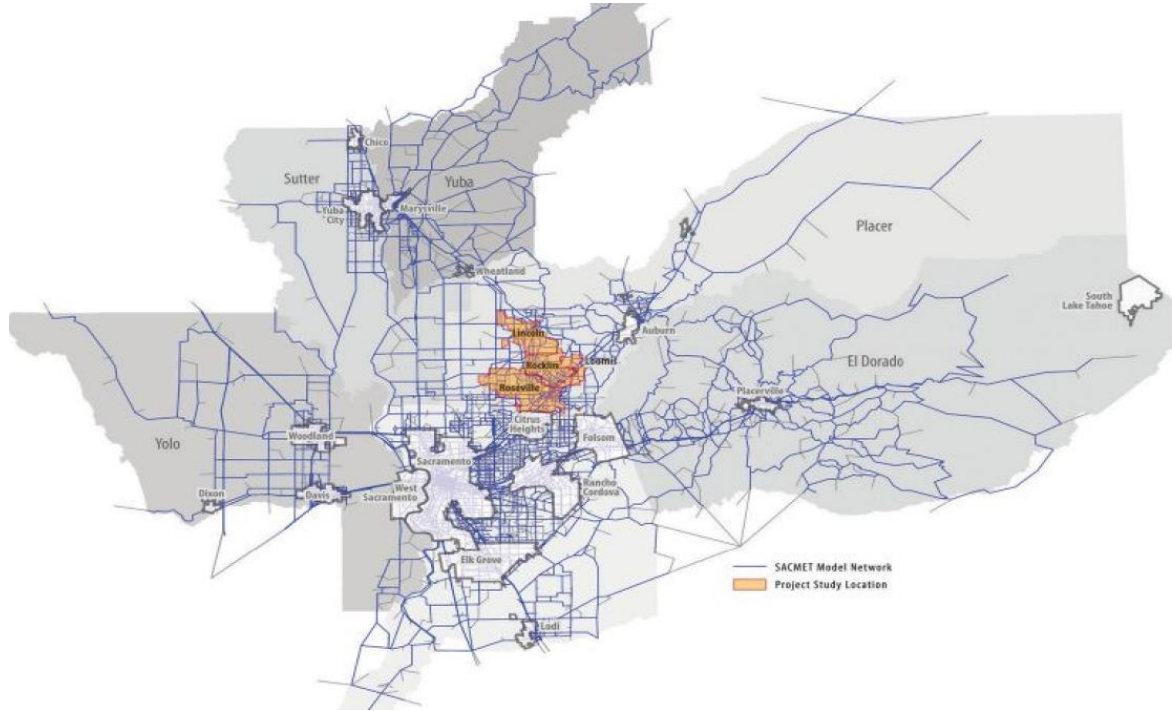 Chico
Sutter
Yuba
Yuba
City
Marysville
Placer
Wheatland
South
Lake Tahoe
Lincoln
Auburn
Loomis
Rocklin
El Dorado
Roseville
Placerville
Citrus
Heights
Woodland
Folsom
Yolo
Sacramento
Rancho
Cordova
Dixon
Davis
West
Sacramento
Elk Grove
SACMET Model Network
Project Study Location
Lodi